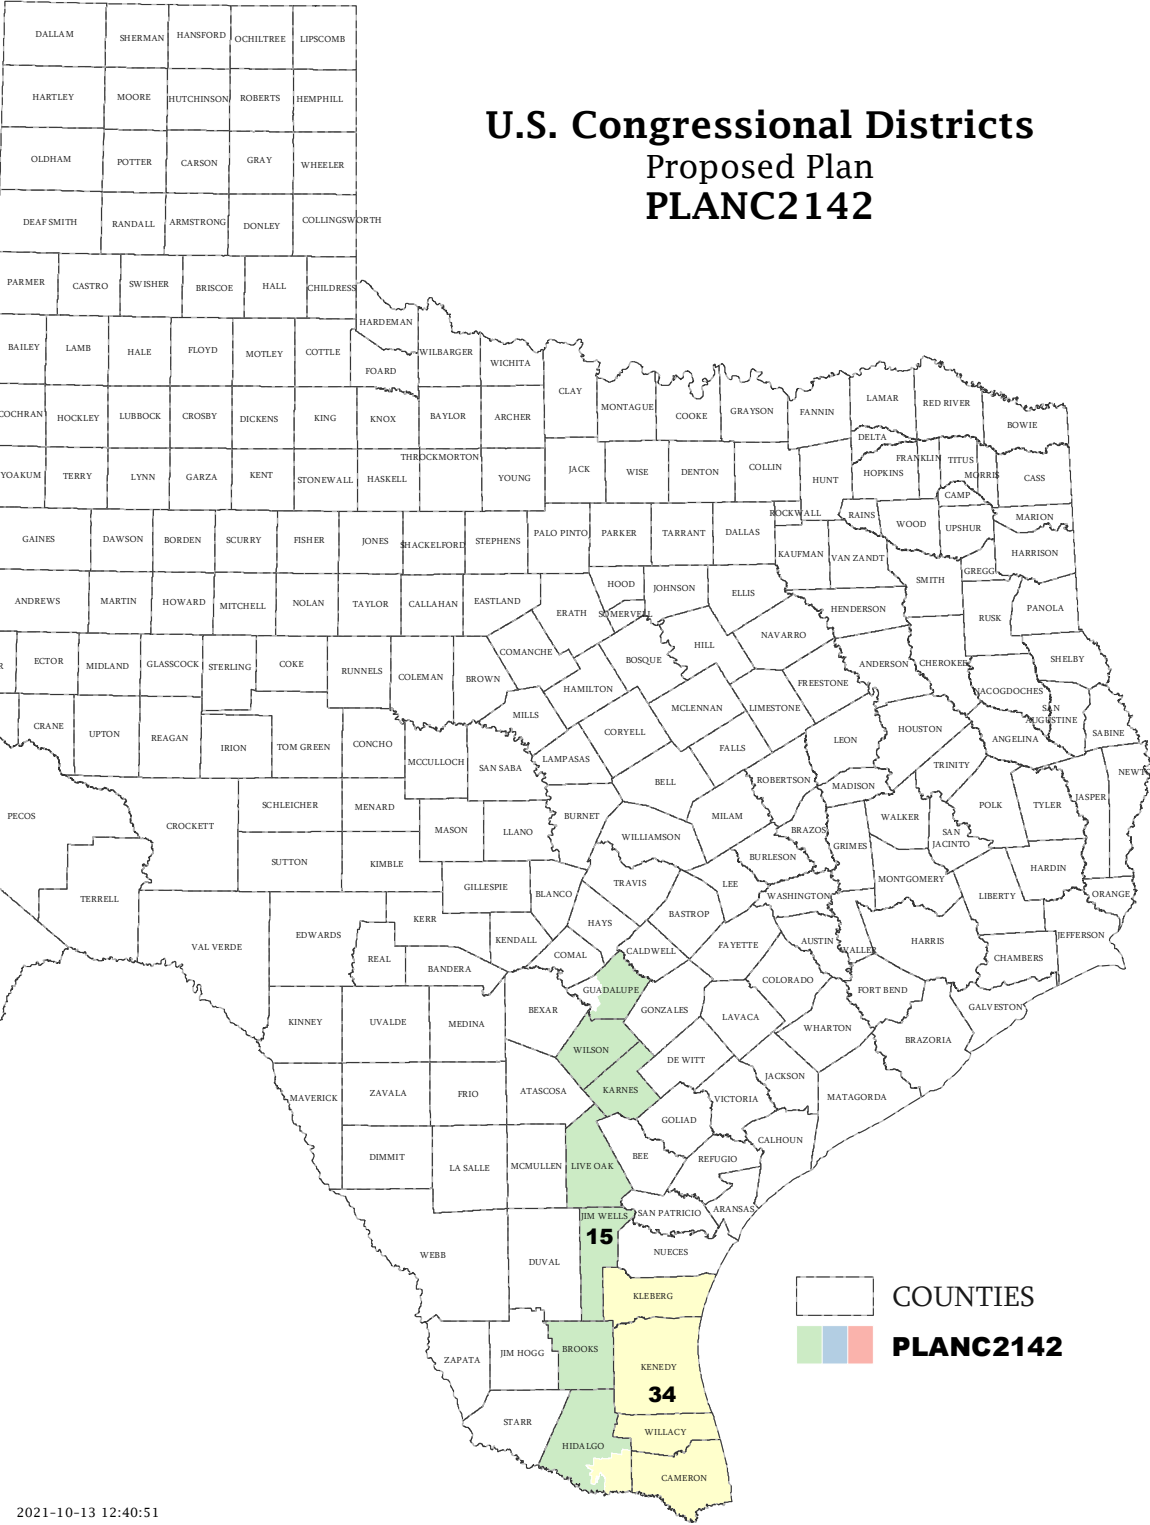 U.S. Congressional Districts
Proposed Plan
PLANC2142
DALLAM
SHERMAN
HANSFORD
OCHILTREE
LIPSCOMB
HARTLEY
MOORE
HUTCHINSON
ROBERTS
HEMPHILL
OLDHAM
POTTER
CARSON
GRAY
WHEELER
DEAF SMITH
RANDALL
ARMSTRONG
DONLEY
COLLINGSWORTH
PARMER
CASTRO
SWISHER
BRISCOE
HALL
CHILDRESS
HARDEMAN
BAILEY
LAMB
HALE
FLOYD
MOTLEY
COTTLE
FOARD
WILBARGER
WICHITA
CLAY
MONTAGUE
COOKE
GRAYSON
FANNIN
LAMAR
RED RIVER
BOWIE
COCHRAN
HOCKLEY
LUBBOCK
CROSBY
DICKENS
KING
KNOX
BAYLOR
ARCHER
DELTA
YOAKUM
TERRY
LYNN
GARZA
KENT
STONEWALL
HASKELL
THROCKMORTON
YOUNG
JACK
WISE
DENTON
COLLIN
HUNT
HOPKINS
FRANKLIN
TITUS
MORRIS
CASS
CAMP
ROCKWALL
RAINS
WOOD
UPSHUR
MARION
GAINES
DAWSON
BORDEN
SCURRY
FISHER
JONES
SHACKELFORD
STEPHENS
PALO PINTO
PARKER
TARRANT
DALLAS
KAUFMAN
VAN ZANDT
SMITH
GREGG
HARRISON
ANDREWS
MARTIN
HOWARD
MITCHELL
NOLAN
TAYLOR
CALLAHAN
EASTLAND
ERATH
HOOD
SOMERVELL
JOHNSON
ELLIS
HENDERSON
RUSK
PANOLA
R
ECTOR
MIDLAND
GLASSCOCK
STERLING
COKE
RUNNELS
COLEMAN
BROWN
COMANCHE
BOSQUE
HILL
NAVARRO
ANDERSON
CHEROKEE
SHELBY
HAMILTON
FREESTONE
NACOGDOCHES
SAN
AUGUSTINE
CRANE
UPTON
REAGAN
IRION
TOM GREEN
CONCHO
MCCULLOCH
SAN SABA
MILLS
LAMPASAS
CORYELL
MCLENNAN
LIMESTONE
FALLS
LEON
HOUSTON
ANGELINA
SABINE
PECOS
CROCKETT
SCHLEICHER
MENARD
MASON
LLANO
BURNET
BELL
MILAM
ROBERTSON
MADISON
TRINITY
POLK
TYLER
JASPER
NEWT
WILLIAMSON
BRAZOS
GRIMES
WALKER
SAN
JACINTO
TERRELL
SUTTON
KIMBLE
GILLESPIE
BLANCO
TRAVIS
LEE
BURLESON
WASHINGTON
MONTGOMERY
LIBERTY
HARDIN
ORANGE
VAL VERDE
EDWARDS
KERR
REAL
BANDERA
KENDALL
HAYS
COMAL
CALDWELL
BASTROP
FAYETTE
AUSTIN
WALLER
HARRIS
CHAMBERS
JEFFERSON
KINNEY
UVALDE
MEDINA
BEXAR
GUADALUPE
GONZALES
LAVACA
COLORADO
FORT BEND
WHARTON
BRAZORIA
GALVESTON
MAVERICK
ZAVALA
FRIO
ATASCOSA
WILSON
KARNES
DE WITT
VICTORIA
JACKSON
MATAGORDA
DIMMIT
LA SALLE
MCMULLEN
LIVE OAK
BEE
GOLIAD
REFUGIO
CALHOUN
WEBB
DUVAL
JIM WELLS
15
SAN PATRICIO
ARANSAS
NUECES
KLEBERG
ZAPATA
JIM HOGG
BROOKS
KENEDY
34
STARR
HIDALGO
WILLACY
CAMERON
COUNTIES
PLANC2142
2021-10-13 12:40:51